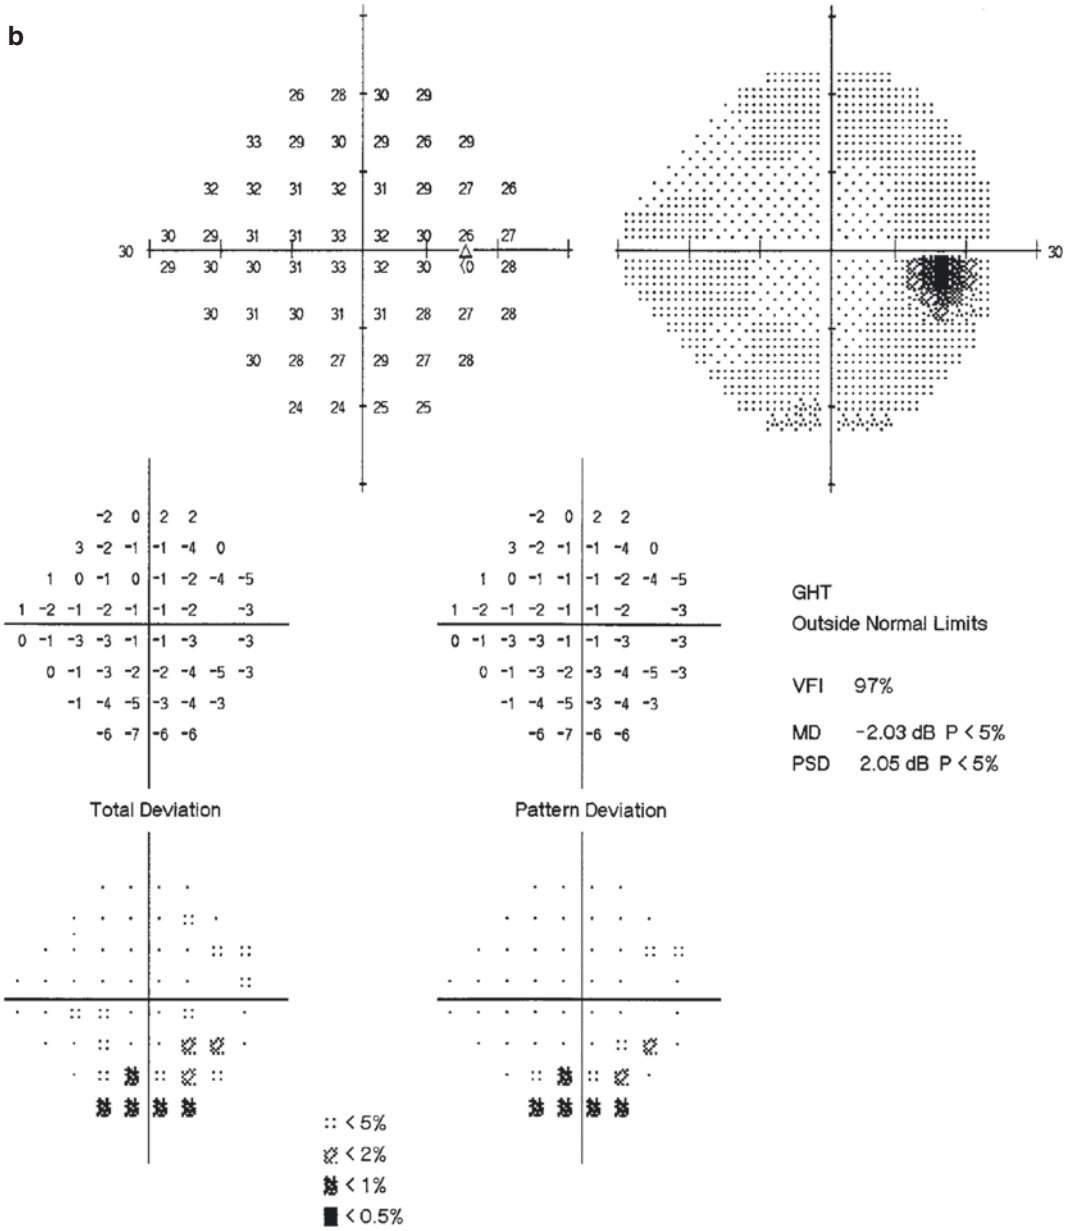 b
26 28 30 29
33 29 30 29 26 29
32 32 31 32 31 29 27 26
30 29 31 31 33 32 30 26 27
30 30
29 30 30 31 33 32 30 <0 28
30 31 30 31 31 28 27 28
30 28 27 29 27 28
24 24 25 25
-2 0 2 2
3 -2 -1 -1 -4 0
1 0 -1 0 -1 -2 -4 -5
1 -2 -1 -2 -1 -1 -2 -3
0 -1 -3 -3 -1 -1 -3 -3
0 -1 -3 -2 -2 -4 -5 -3
-1 -4 -5 -3 -4 -3
-6 -7 -6 -6
Total Deviation
-2 0 2 2
3 -2 -1 -1 -4 0
1 0 -1 -1 -1 -2 -4 -5
1 -2 -1 -2 -1 -1 -2 -3
0 -1 -3 -3 -1 -1 -3 -3
0 -1 -3 -2 -3 -4 -5 -3
-1 -4 -5 -3 -4 -3
-6 -7 -6 -6
Pattern Deviation
GHT
Outside Normal Limits
VFI 97%
MD -2.03 dB P < 5%
PSD 2.05 dB P < 5%
< 5%
< 2%
< 1%
< 0.5%